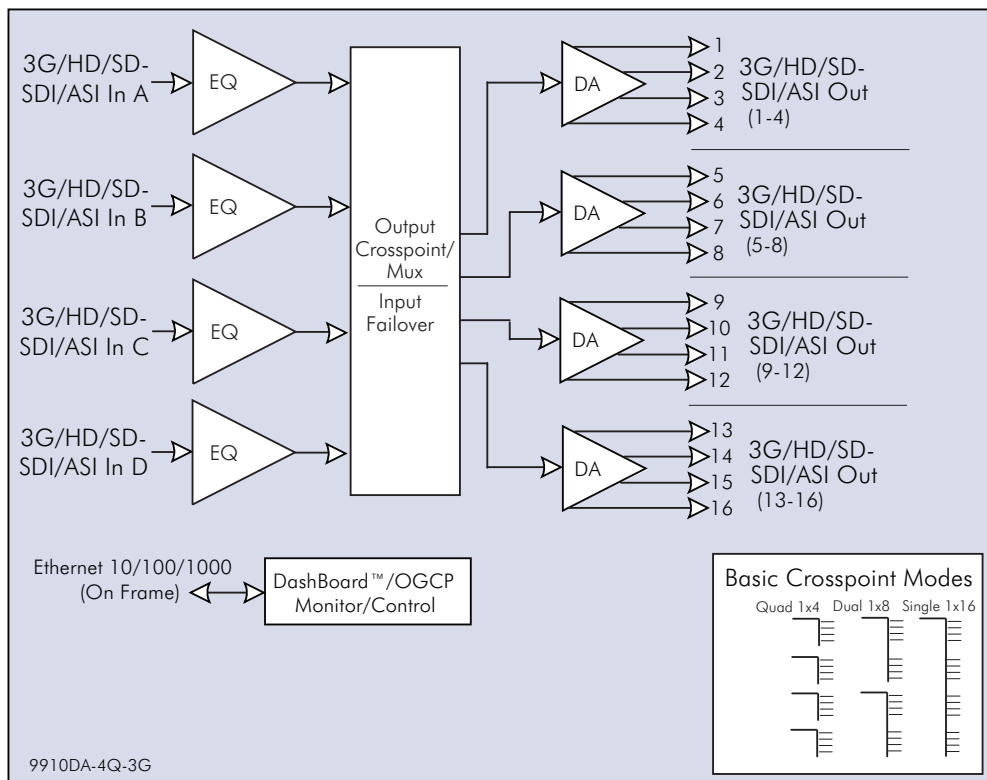 3G/HD/SD-
SDI/ASI In A
EQ
3G/HD/SD-
SDI/ASI In B
EQ
3G/HD/SD-
SDI/ASI In C
EQ
3G/HD/SD-
SDI/ASI In D
EQ
Output
Crosspoint/
Mux
Input
Failover
DA
1
2
3
4
3G/HD/SD-
SDI/ASI Out
(1-4)
DA
5
6
7
8
3G/HD/SD-
SDI/ASI Out
(5-8)
DA
9
10
11
12
3G/HD/SD-
SDI/ASI Out
(9-12)
DA
13
14
15
16
3G/HD/SD-
SDI/ASI Out
(13-16)
Ethernet 10/100/1000
(On Frame)
DashBoard™/OGCP
Monitor/Control
Basic Crosspoint Modes
Quad 1x4 Dual 1x8 Single 1x16
9910DA-4Q-3G